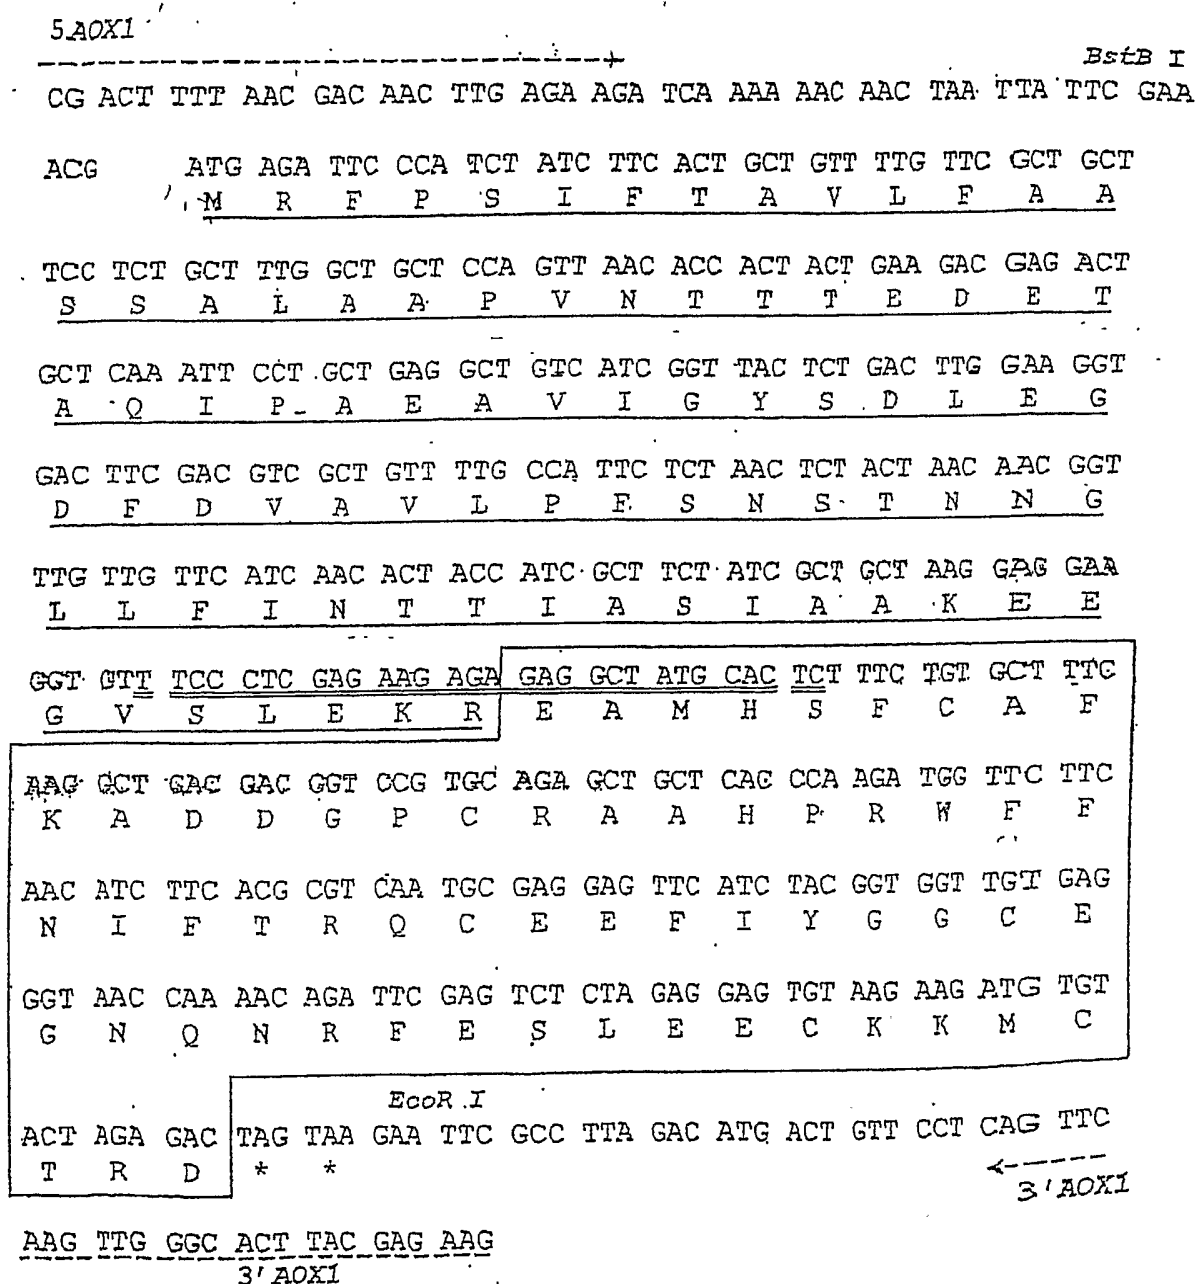 5 AOX1
BstB I
CG ACT TTT AAC GAC AAC TTG AGA AGA TCA AAA AAC AAC TAA TTA TTC GAA
ACG ATG AGA TTC CCA TCT ATC TTC ACT GCT GTT TTG TTC GCT GCT
M R F P S I F T A V L F A A
TCC TCT GCT TTG GCT GCT CCA GTT AAC ACC ACT ACT GAA GAC GAG ACT
S S A L A A P V N T T T E D E T
GCT CAA ATT CCT GCT GAG GCT GTC ATC GGT TAC TCT GAC TTG GAA GGT
A Q I P A E A V I G Y S D L E G
GAC TTC GAC GTC GCT GTT TTG CCA TTC TCT AAC TCT ACT AAC AAC GGT
D F D V A V L P F S N S T N N G
TTG TTG TTC ATC AAC ACT ACC ATC GCT TCT ATC GCT GCT AAG GAG GAA
L L F I N T T I A S I A A K E E
GGT GTT TCC CTC GAG AAG AGA GAG GCT ATG CAC TCT TTC TGT GCT TTC
G V S L E K R E A M H S F C A F
AAG GCT GAC GAC GGT CCG TGC AGA GCT GCT CAC CCA AGA TGG TTC TTC
K A D D G P C R A A H P R W F F
AAC ATC TTC ACG CGT CAA TGC GAG GAG TTC ATC TAC GGT GGT TGT GAG
N I F T R Q C E E F I Y G G C E
GGT AAC CAA AAC AGA TTC GAG TCT CTA GAG GAG TGT AAG AAG ATG TGT
G N Q N R F E S L E E C K K M C
EcoR I
ACT AGA GAC TAG TAA GAA TTC GCC TTA GAC ATG ACT GTT CCT CAG TTC
T R D * *
3'AOX1
AAG TTG GGC ACT TAC GAG AAG
3'AOX1